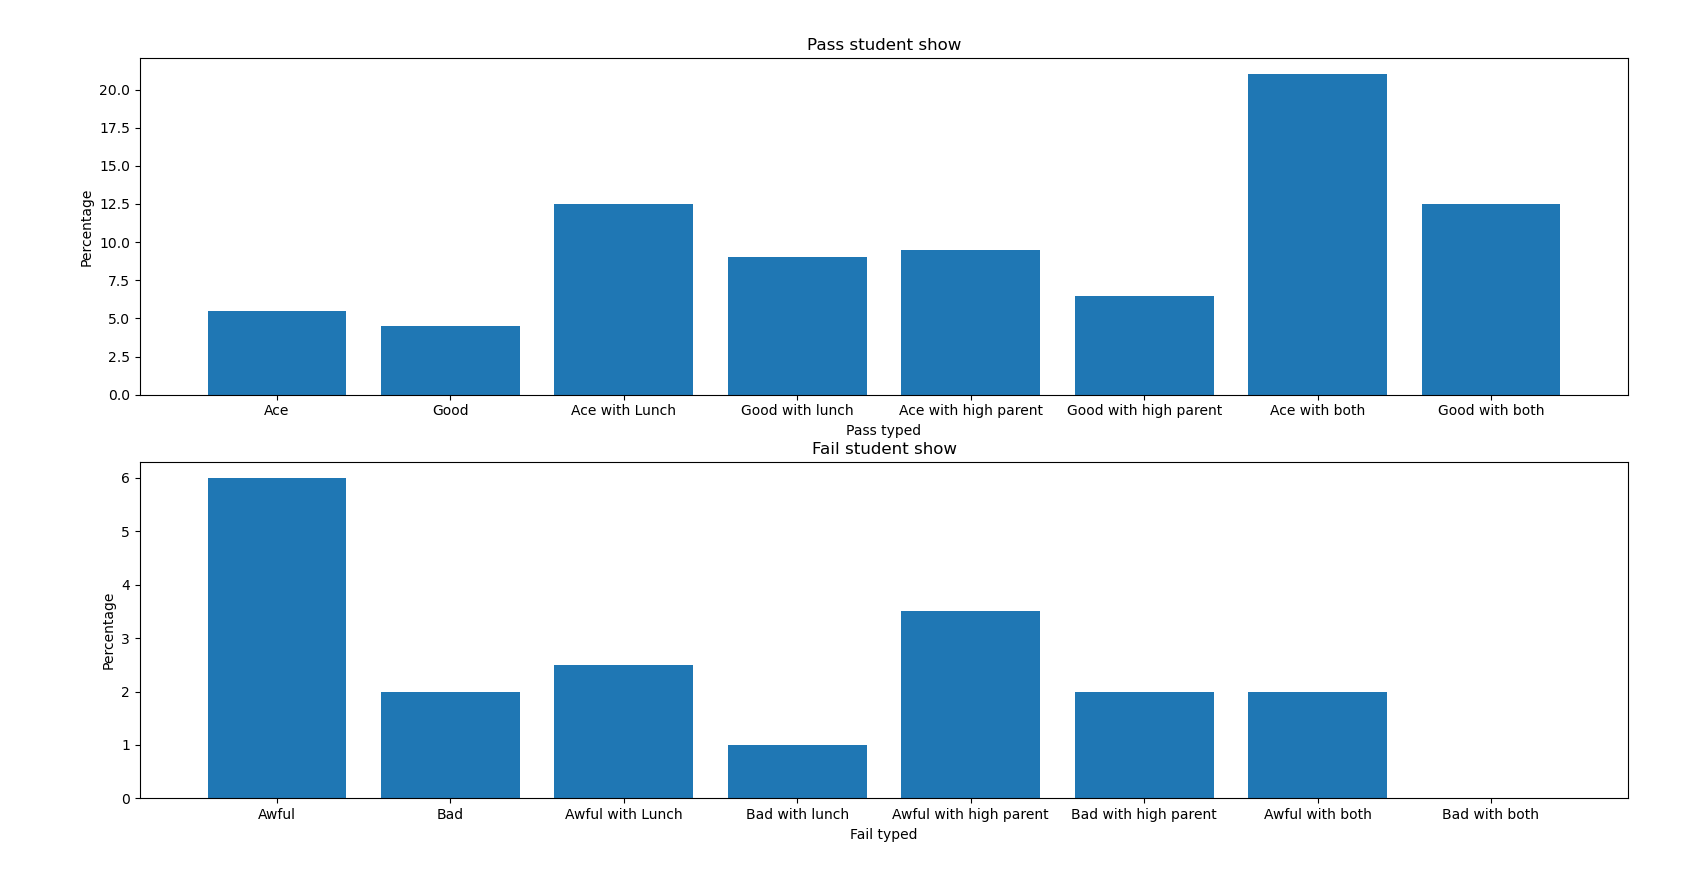 Pass student show
Percentage
20.0
17.5
15.0
12.5
10.0
7.5
5.0
2.5
0.0
Ace Good Ace with Lunch Good with lunch Ace with high parent Good with high parent Ace with both Good with both
Pass typed
Fail student show
Percentage
6
5
4
3
2
1
0
Awful Bad Awful with Lunch Bad with lunch Awful with high parent Bad with high parent Awful with both Bad with both
Fail typed